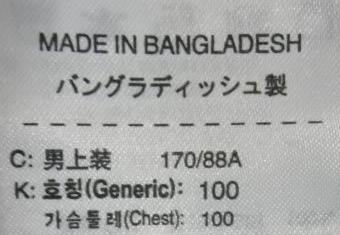 MADE IN BANGLADESH
バングラディッシュ製
C: 男上装 170/88A
K: 호칭(Generic): 100
가슴둘레(Chest): 100